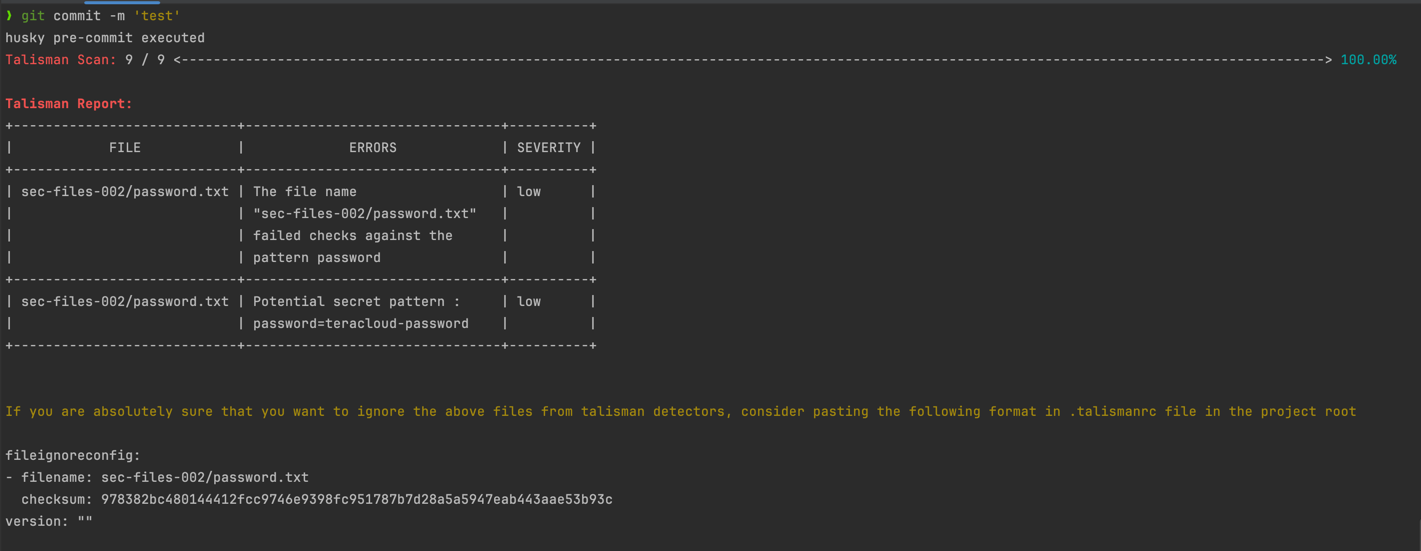 ❯ git commit -m 'test'
husky pre-commit executed
Talisman Scan: 9 / 9 <-----------------------------------------------------------------------------------------------------------------------------------------------> 100.00%
Talisman Report:
+----------------------------+--------------------------------+----------+
|            FILE            |             ERRORS             | SEVERITY |
+----------------------------+--------------------------------+----------+
| sec-files-002/password.txt | The file name                  | low      |
|                            | "sec-files-002/password.txt"   |          |
|                            | failed checks against the      |          |
|                            | pattern password               |          |
+----------------------------+--------------------------------+----------+
| sec-files-002/password.txt | Potential secret pattern :     | low      |
|                            | password=teracloud-password    |          |
+----------------------------+--------------------------------+----------+
If you are absolutely sure that you want to ignore the above files from talisman detectors, consider pasting the following format in .talismanrc file in the project root
fileignoreconfig:
- filename: sec-files-002/password.txt
  checksum: 978382bc480144412fcc9746e9398fc951787b7d28a5a5947eab443aae53b93c
version: ""